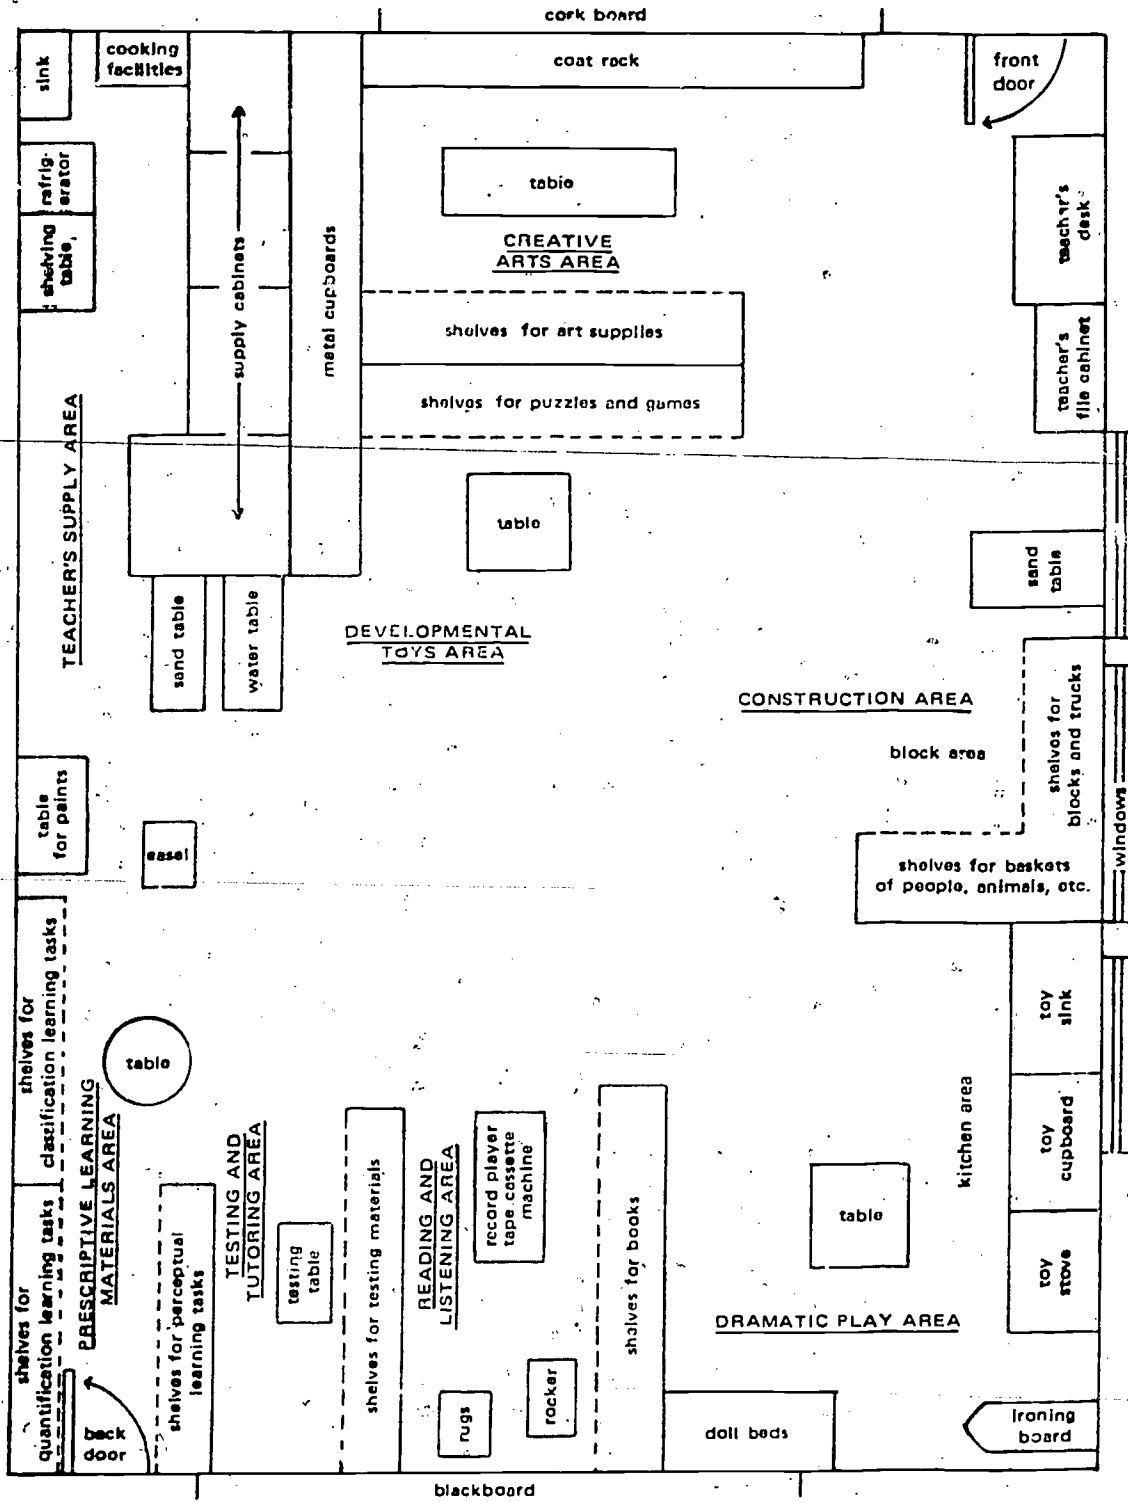 cork board
sink
cooking
facilities
coat rack
front
door
refrig-
erator
shelving
table
supply cabinets
metal cupboards
table
CREATIVE
ARTS AREA
teacher's
desk
shelves for art supplies
shelves for puzzles and games
teacher's
file cabinet
TEACHER'S SUPPLY AREA
table
sand
table
sand table
water table
DEVELOPMENTAL
TOYS AREA
CONSTRUCTION AREA
block area
shelves for
blocks and trucks
windows
table
for paints
easel
shelves for baskets
of people, animals, etc.
shelves for
classification learning tasks
table
toy
sink
kitchen area
toy
cupboard
toy
stove
PRESCRIPTIVE LEARNING
MATERIALS AREA
TESTING AND
TUTORING AREA
testing
table
shelves for testing materials
READING AND
LISTENING AREA
record player
tape cassette
machine
shelves for books
table
DRAMATIC PLAY AREA
shelves for
quantification learning tasks
back
door
shelves for perceptual
learning tasks
rugs
rocker
doll beds
ironing
board
blackboard